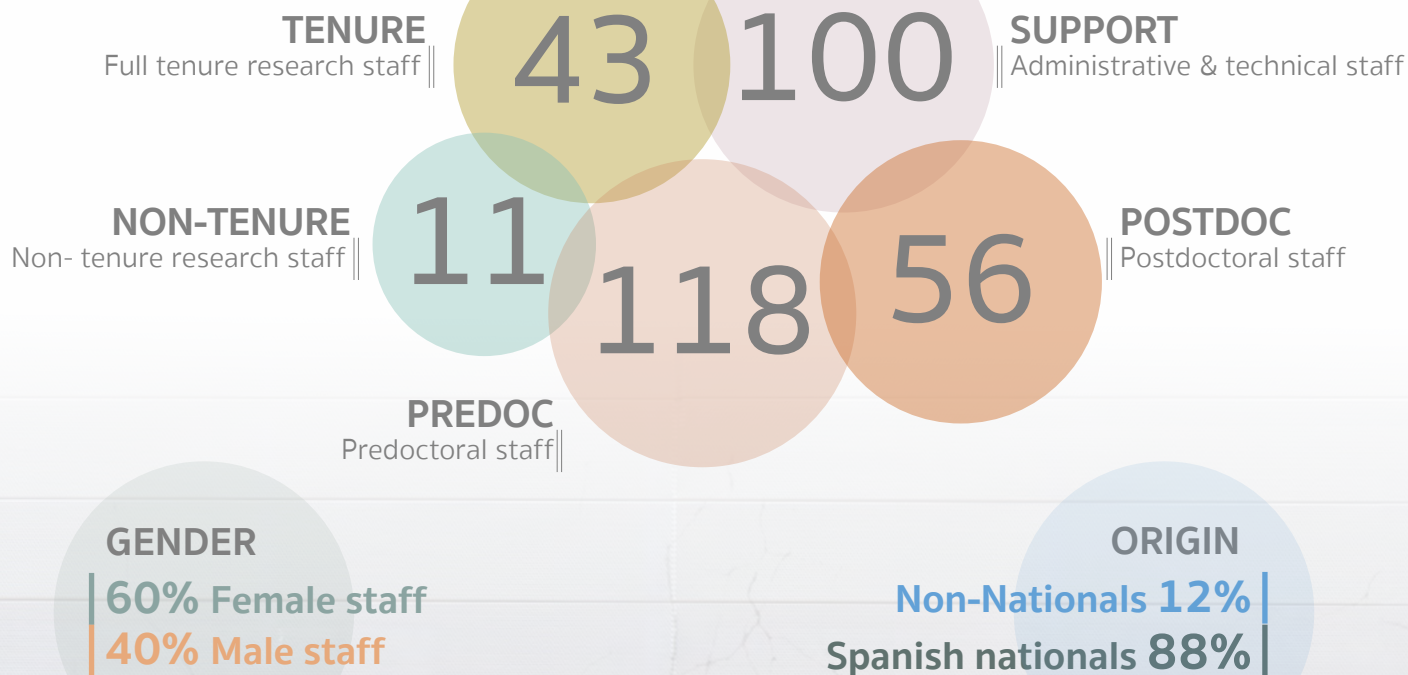 TENURE
Full tenure research staff
43
100
SUPPORT
Administrative & technical staff
NON-TENURE
Non- tenure research staff
11
118
56
POSTDOC
Postdoctoral staff
PREDOC
Predoctoral staff
GENDER
60% Female staff
40% Male staff
ORIGIN
Non-Nationals 12%
Spanish nationals 88%